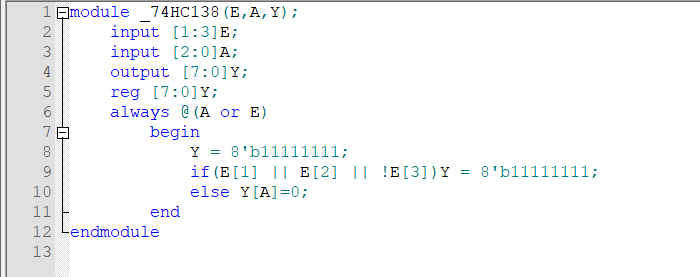 1 module _74HC138(E,A,Y);
2 input [1:3]E;
3 input [2:0]A;
4 output [7:0]Y;
5 reg [7:0]Y;
6 always @(A or E)
7 begin
8 Y = 8'b11111111;
9 if(E[1] || E[2] || !E[3])Y = 8'b11111111;
10 else Y[A]=0;
11 end
12 endmodule
13